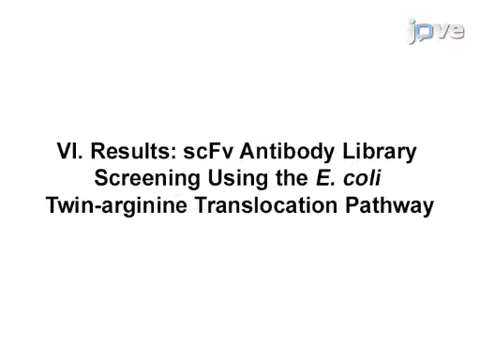 jove
VI. Results: scFv Antibody Library
Screening Using the E. coli
Twin-arginine Translocation Pathway